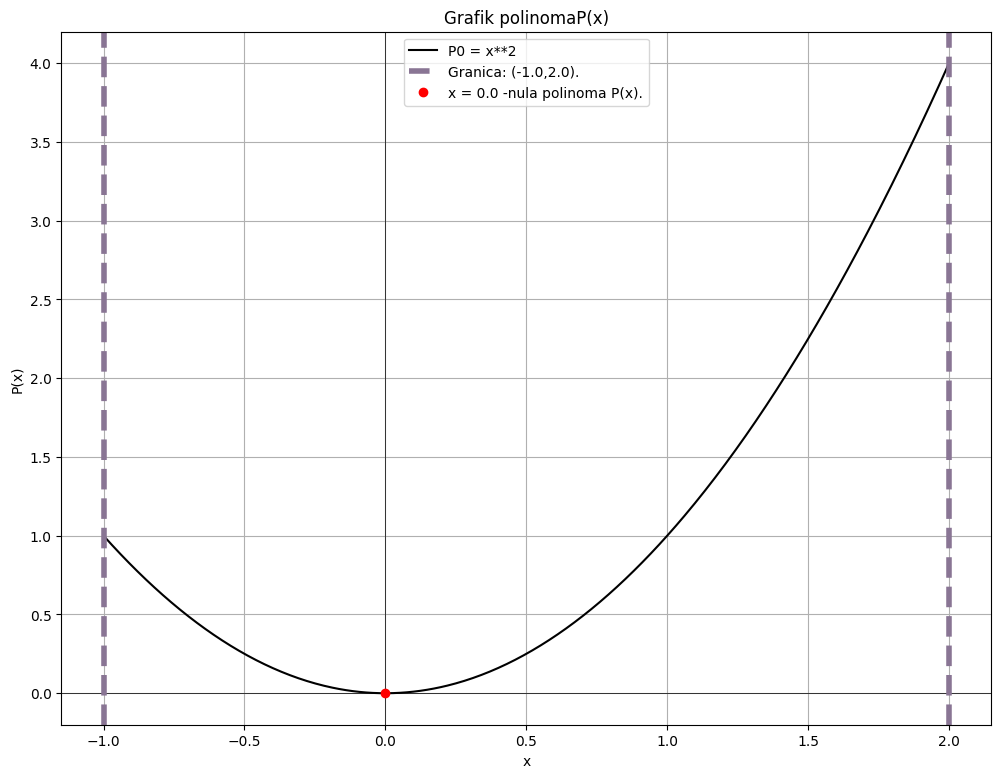 Grafik polinomaP(x)
P0 = x**2
Granica: (-1.0,2.0).
x = 0.0 -nula polinoma P(x).
P(x)
4.0
3.5
3.0
2.5
2.0
1.5
1.0
0.5
0.0
−1.0
−0.5
0.0
0.5
1.0
1.5
2.0
x